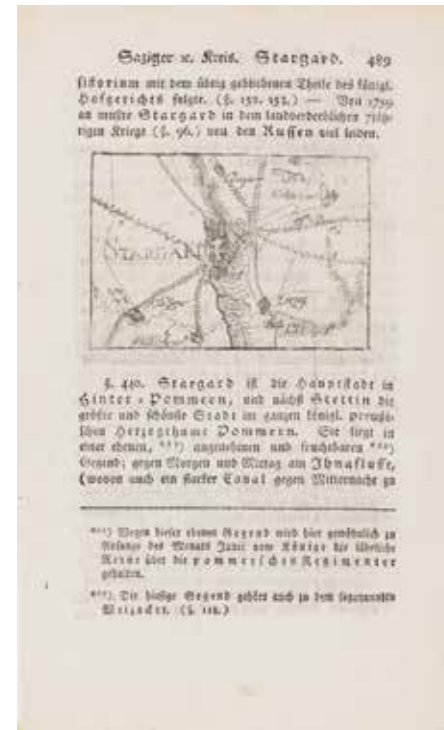 Saziger ꝛc. Kreis. Stargard. 489
sistorium mit dem übrig gebliebenen Theile des königl.
Hofgerichts folgte. (§. 152. 153.) — Von 1759
an muste Stargard in dem landverderblichen 7jäh-
rigen Kriege (§. 96.) von den Russen viel leiden.
STARGARD
§. 440. Stargard ist die Hauptstadt in
Hinter-Pommern, und nächst Stettin die
größte und schönste Stadt im ganzen königl. preußi-
schen Herzogthume Pommern. Sie liegt in
einer ebenen, angenehmen und fruchtbaren
Gegend; gegen Morgen und Mittag am Ihnaflusse,
(wovon auch ein starker Canal gegen Mitternacht zu
Wegen dieser ebenen Gegend wird hier gewöhnlich zu
Anfange des Monats Junii vom Könige die jährliche
Revue über die pommerschen Regimenter
gehalten.
Die hiesige Gegend gehört auch zu dem sogenannten
Weizacker. (§. 118.)